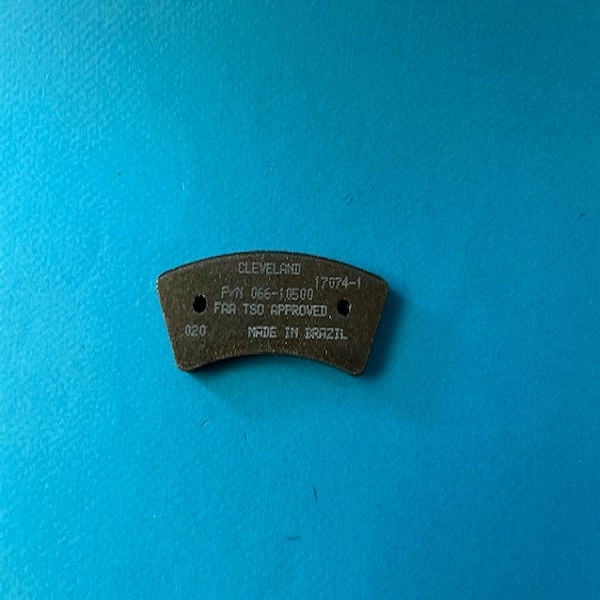 CLEVELAND
17074-1
P/N 066-10500
FAA TSO APPROVED
020 MADE IN BRAZIL